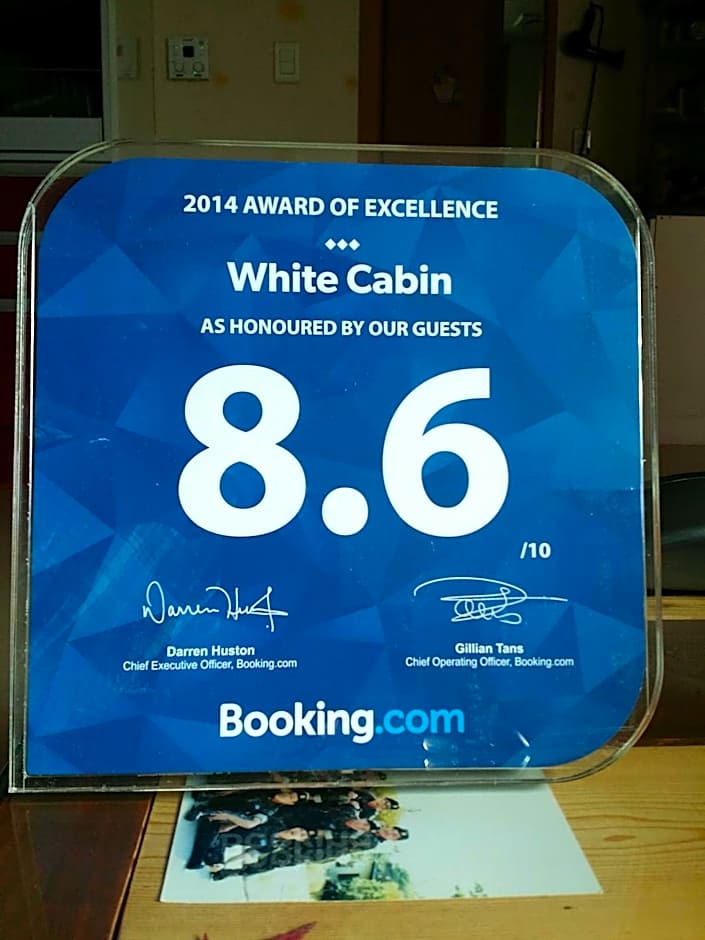 2014 AWARD OF EXCELLENCE
White Cabin
AS HONOURED BY OUR GUESTS
8.6
/10
Darren Huston
Chief Executive Officer, Booking.com
Gillian Tans
Chief Operating Officer, Booking.com
Booking.com